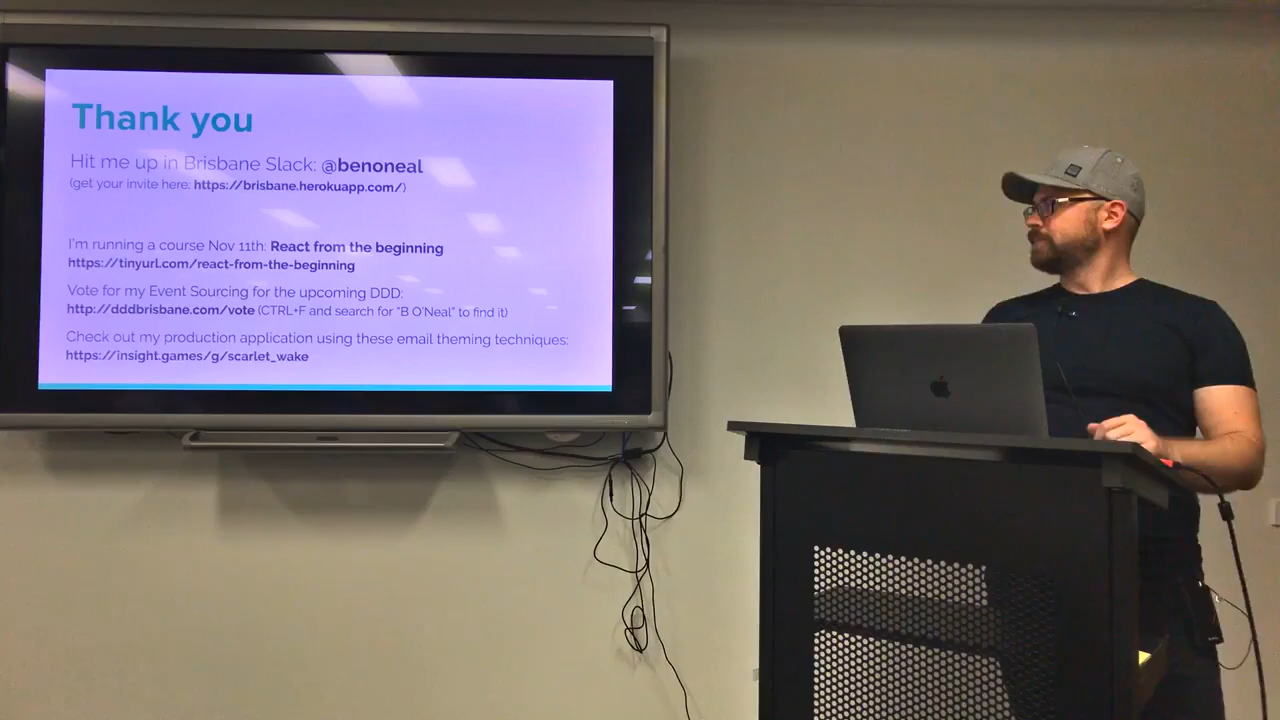 Thank you
Hit me up in Brisbane Slack: @benoneal
(get your invite here: https://brisbane.herokuapp.com/)
I'm running a course Nov 11th: React from the beginning
https://tinyurl.com/react-from-the-beginning
Vote for my Event Sourcing for the upcoming DDD:
http://dddbrisbane.com/vote (CTRL+F and search for "B O'Neal" to find it)
Check out my production application using these email theming techniques:
https://insight.games/g/scarlet_wake